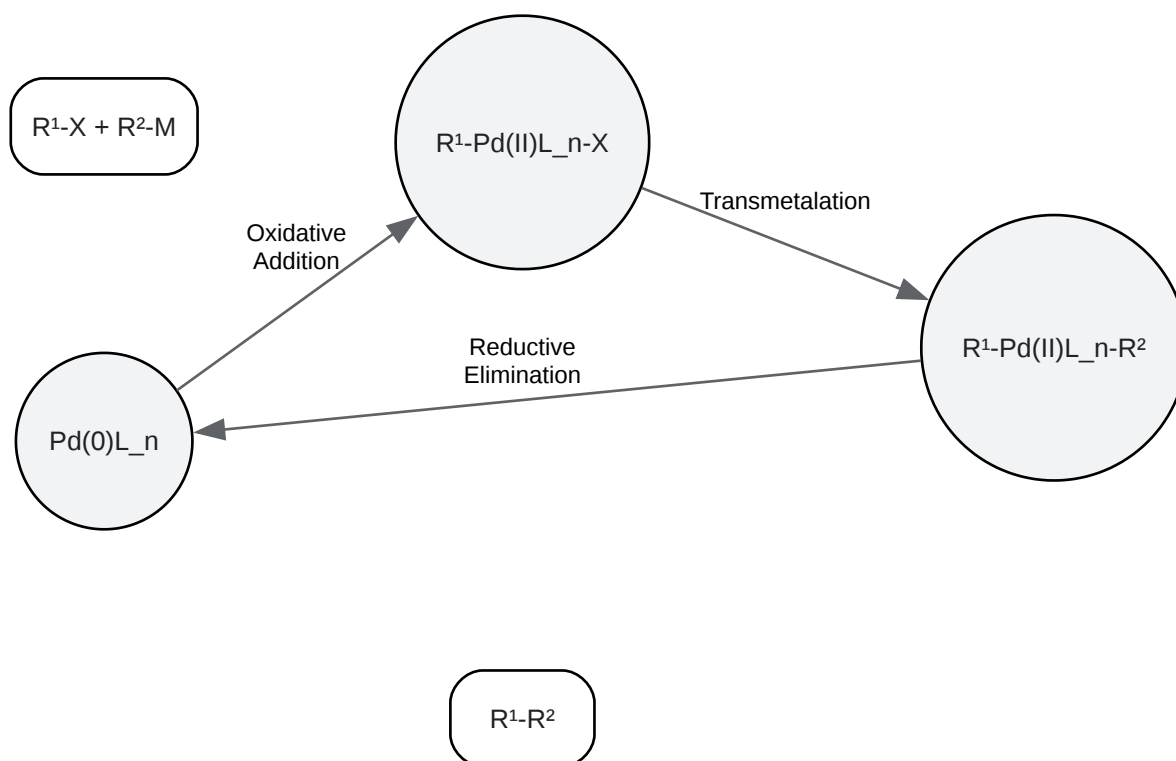 R¹-X + R²-M
R¹-Pd(II)L_n-X
Transmetalation
Oxidative
Addition
R¹-Pd(II)L_n-R²
Reductive
Elimination
Pd(0)L_n
R¹-R²